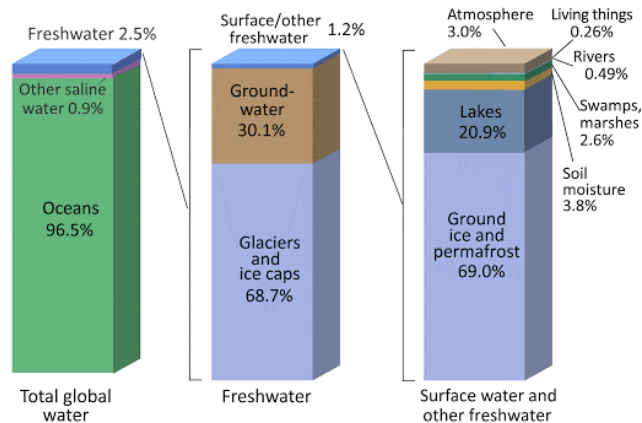 Freshwater 2.5%
Other saline
water 0.9%
Oceans
96.5%
Total global
water
Surface/other
freshwater
1.2%
Ground-
water
30.1%
Glaciers and
ice caps
68.7%
Freshwater
Atmosphere
3.0%
Living things
0.26%
Rivers
0.49%
Swamps,
marshes
2.6%
Soil
moisture
3.8%
Lakes
20.9%
Ground
ice and
permafrost
69.0%
Surface water and
other freshwater